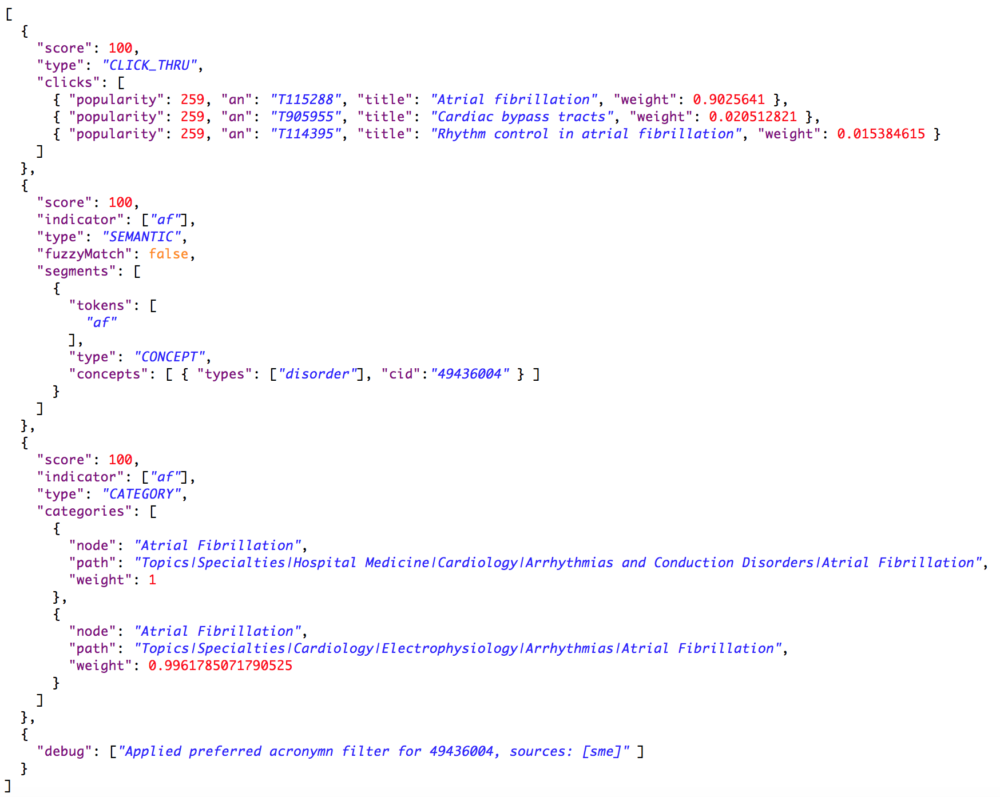 [
  {
    "score": 100,
    "type": "CLICK_THRU",
    "clicks": [
      { "popularity": 259, "an": "T115288", "title": "Atrial fibrillation", "weight": 0.9025641 },
      { "popularity": 259, "an": "T905955", "title": "Cardiac bypass tracts", "weight": 0.020512821 },
      { "popularity": 259, "an": "T114395", "title": "Rhythm control in atrial fibrillation", "weight": 0.015384615 }
    ]
  },
  {
    "score": 100,
    "indicator": ["af"],
    "type": "SEMANTIC",
    "fuzzyMatch": false,
    "segments": [
      {
        "tokens": [
          "af"
        ],
        "type": "CONCEPT",
        "concepts": [ { "types": ["disorder"], "cid":"49436004" } ]
      }
    ]
  },
  {
    "score": 100,
    "indicator": ["af"],
    "type": "CATEGORY",
    "categories": [
      {
        "node": "Atrial Fibrillation",
        "path": "Topics|Specialties|Hospital Medicine|Cardiology|Arrhythmias and Conduction Disorders|Atrial Fibrillation",
        "weight": 1
      },
      {
        "node": "Atrial Fibrillation",
        "path": "Topics|Specialties|Cardiology|Electrophysiology|Arrhythmias|Atrial Fibrillation",
        "weight": 0.9961785071790525
      }
    ]
  },
  {
    "debug": ["Applied preferred acronymn filter for 49436004, sources: [sme]" ]
  }
]